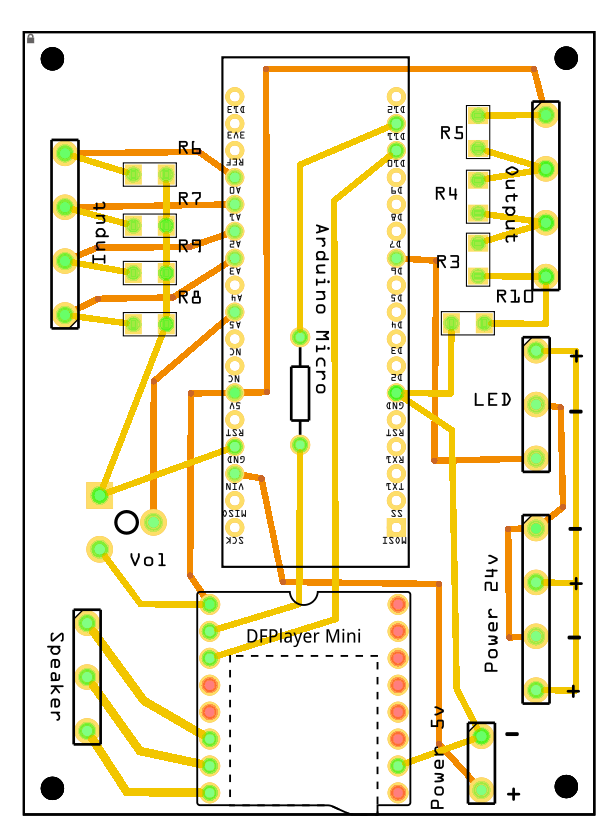 D13
3V3
REF
A0
A1
A2
A3
A4
A5
NC
NC
5V
RST
GND
VIN
MISO
SCK
D12
D11
D10
D9
D8
D7
D6
D5
D4
D3
D2
GND
RST
RX1
TX1
SS
MOSI
Arduino Micro
R6
R7
R9
R8
Input
R5
R4
R3
R10
Output
LED
+
-
Power 24v
-
+
-
+
Vol
Speaker
DFPlayer Mini
Power 5v
-
+